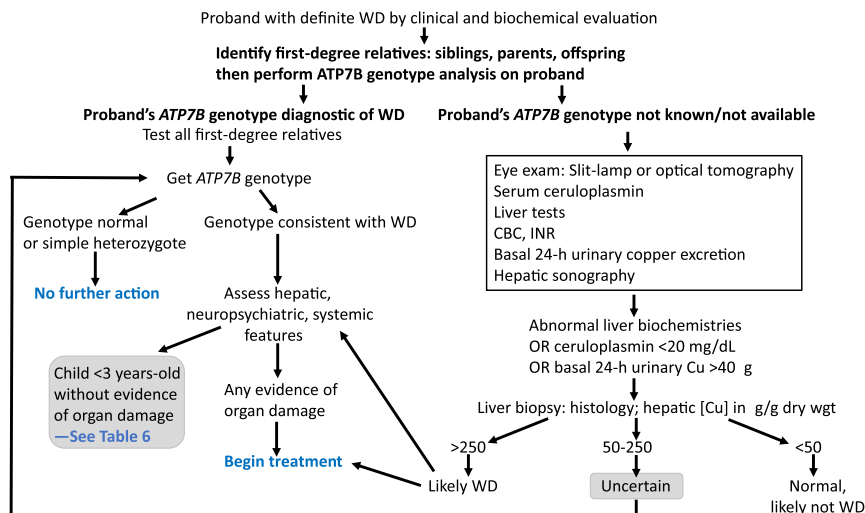 Proband with definite WD by clinical and biochemical evaluation
Identify first-degree relatives: siblings, parents, offspring
then perform ATP7B genotype analysis on proband
Proband's ATP7B genotype diagnostic of WD
Test all first-degree relatives
Get ATP7B genotype
Genotype normal
or simple heterozygote
No further action
Genotype consistent with WD
Assess hepatic,
neuropsychiatric, systemic
features
Child <3 years-old
without evidence
of organ damage
—See Table 6
Any evidence of
organ damage
Begin treatment
Proband's ATP7B genotype not known/not available
Eye exam: Slit-lamp or optical tomography
Serum ceruloplasmin
Liver tests
CBC, INR
Basal 24-h urinary copper excretion
Hepatic sonography
Abnormal liver biochemistries
OR ceruloplasmin <20 mg/dL
OR basal 24-h urinary Cu >40 g
Liver biopsy: histology; hepatic [Cu] in g/g dry wgt
>250
50-250
<50
Likely WD
Uncertain
Normal,
likely not WD